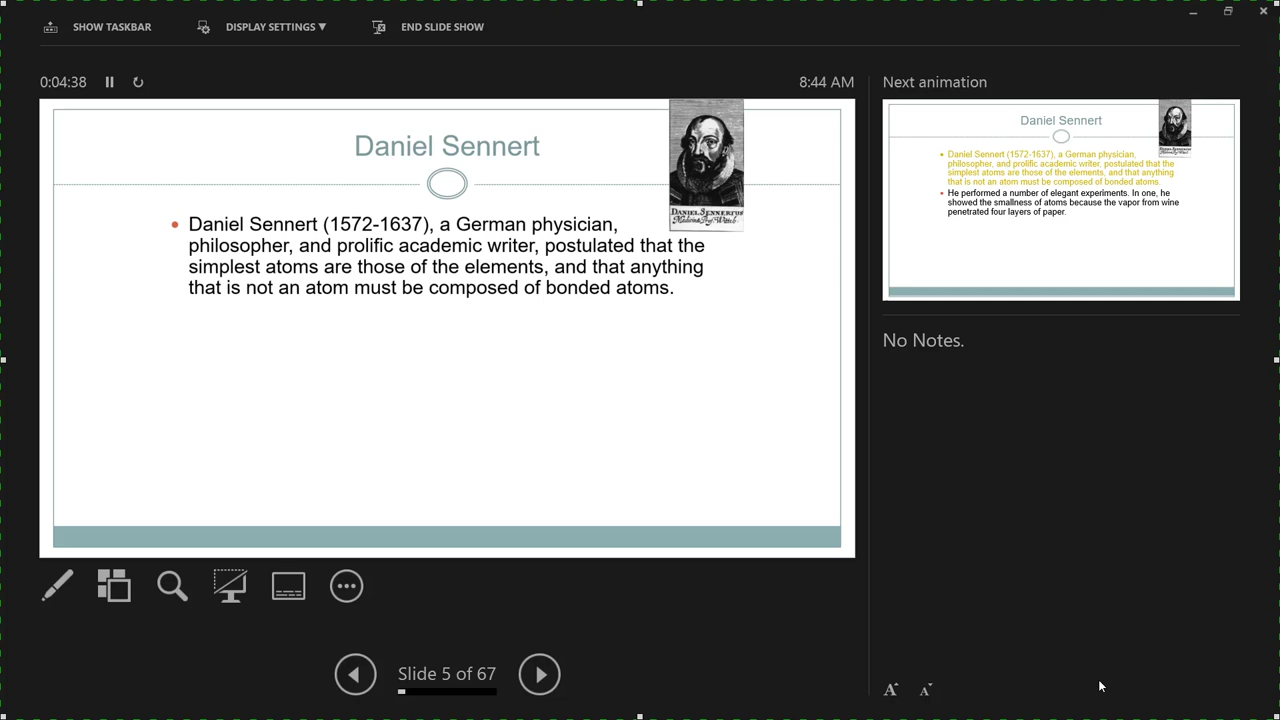 SHOW TASKBAR
DISPLAY SETTINGS ▼
END SLIDE SHOW
0:04:38
8:44 AM
Daniel Sennert
DANIEL SENNERTUS
• Daniel Sennert (1572-1637), a German physician,
philosopher, and prolific academic writer, postulated that the
simplest atoms are those of the elements, and that anything
that is not an atom must be composed of bonded atoms.
Slide 5 of 67
Next animation
Daniel Sennert
• Daniel Sennert (1572-1637), a German physician,
philosopher, and prolific academic writer, postulated that the
simplest atoms are those of the elements, and that anything
that is not an atom must be composed of bonded atoms.
• He performed a number of elegant experiments. In one, he
showed the smallness of atoms because the vapor from wine
penetrated four layers of paper.
No Notes.
A A